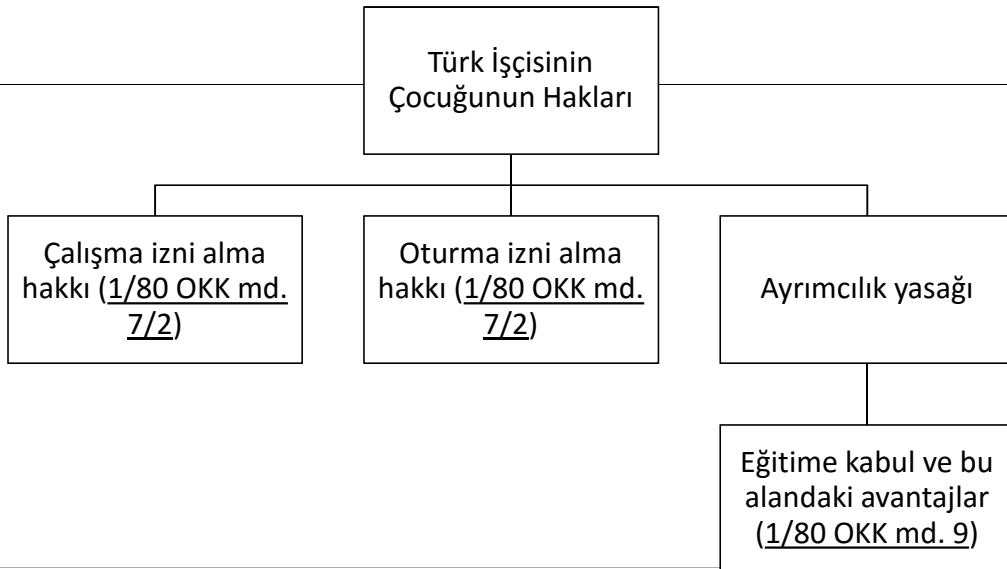 Türk İşçisinin
Çocuğunun Hakları
Çalışma izni alma
hakkı (1/80 OKK md.
7/2)
Oturma izni alma
hakkı (1/80 OKK md.
7/2)
Ayrımcılık yasağı
Eğitime kabul ve bu
alandaki avantajlar
(1/80 OKK md. 9)